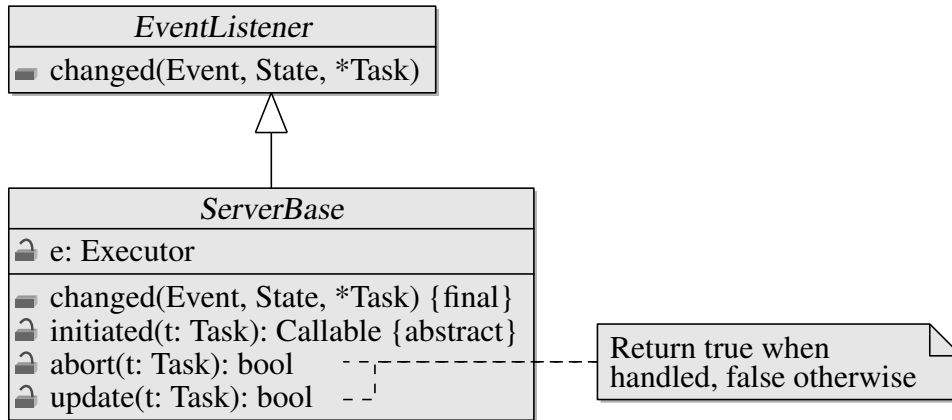 EventListener
changed(Event, State, *Task)
ServerBase
e: Executor
changed(Event, State, *Task) {final}
initiated(t: Task): Callable {abstract}
abort(t: Task): bool
update(t: Task): bool
Return true when
handled, false otherwise